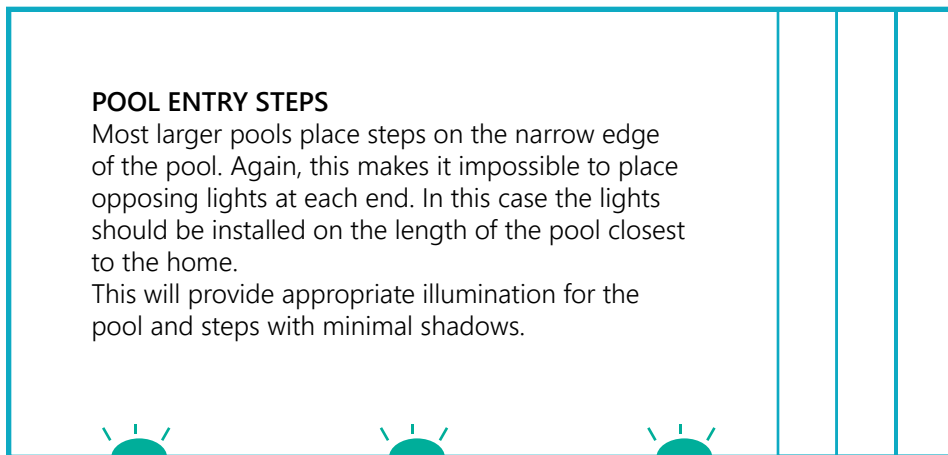 POOL ENTRY STEPS
Most larger pools place steps on the narrow edge
of the pool. Again, this makes it impossible to place
opposing lights at each end. In this case the lights
should be installed on the length of the pool closest
to the home.
This will provide appropriate illumination for the
pool and steps with minimal shadows.